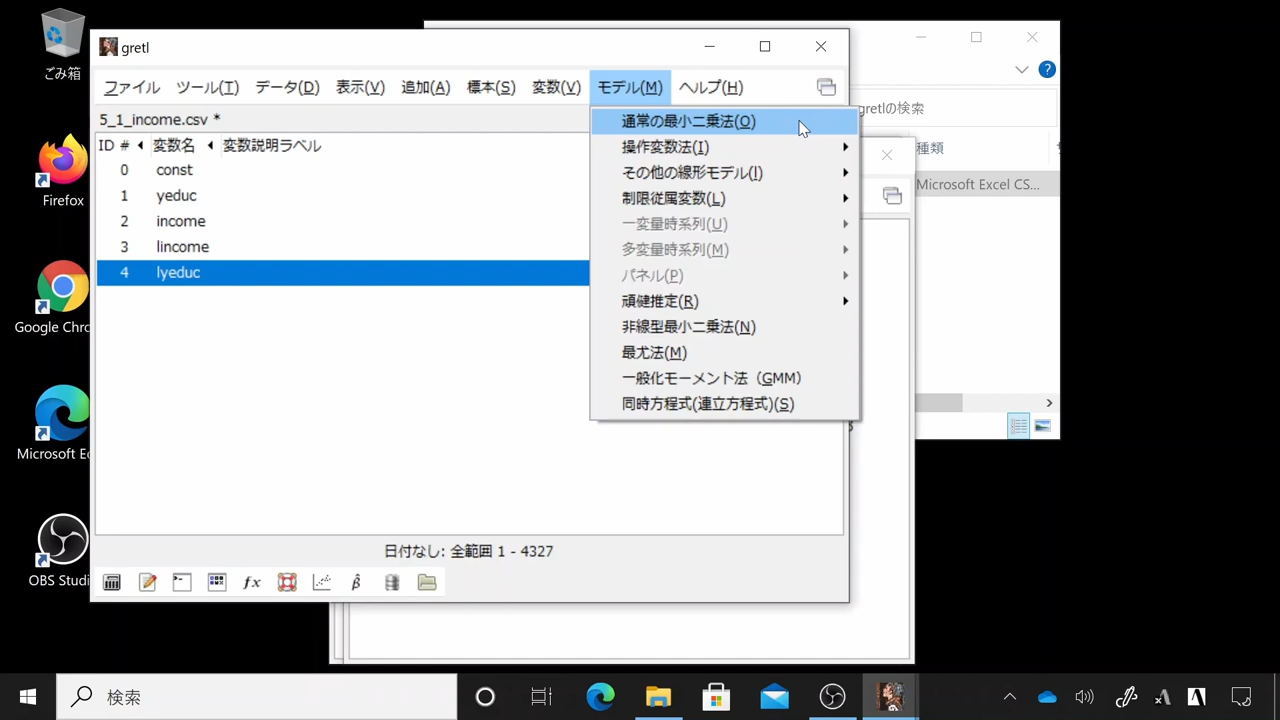 ごみ箱
Firefox
Google Chro
Microsoft Ed
OBS Studi
gretl
ファイル ツール(T) データ(D) 表示(V) 追加(A) 標本(S) 変数(V) モデル(M) ヘルプ(H)
5_1_income.csv *
ID # 変数名 変数説明ラベル
0 const
1 yeduc
2 income
3 lincome
4 lyeduc
通常の最小二乗法(O)
操作変数法(I)
その他の線形モデル(I)
制限従属変数(L)
一変量時系列(U)
多変量時系列(M)
パネル(P)
頑健推定(R)
非線型最小二乗法(N)
最尤法(M)
一般化モーメント法（GMM）
同時方程式(連立方程式)(S)
日付なし: 全範囲 1 - 4327
fx
β̂
gretlの検索
種類
Microsoft Excel CS...
検索